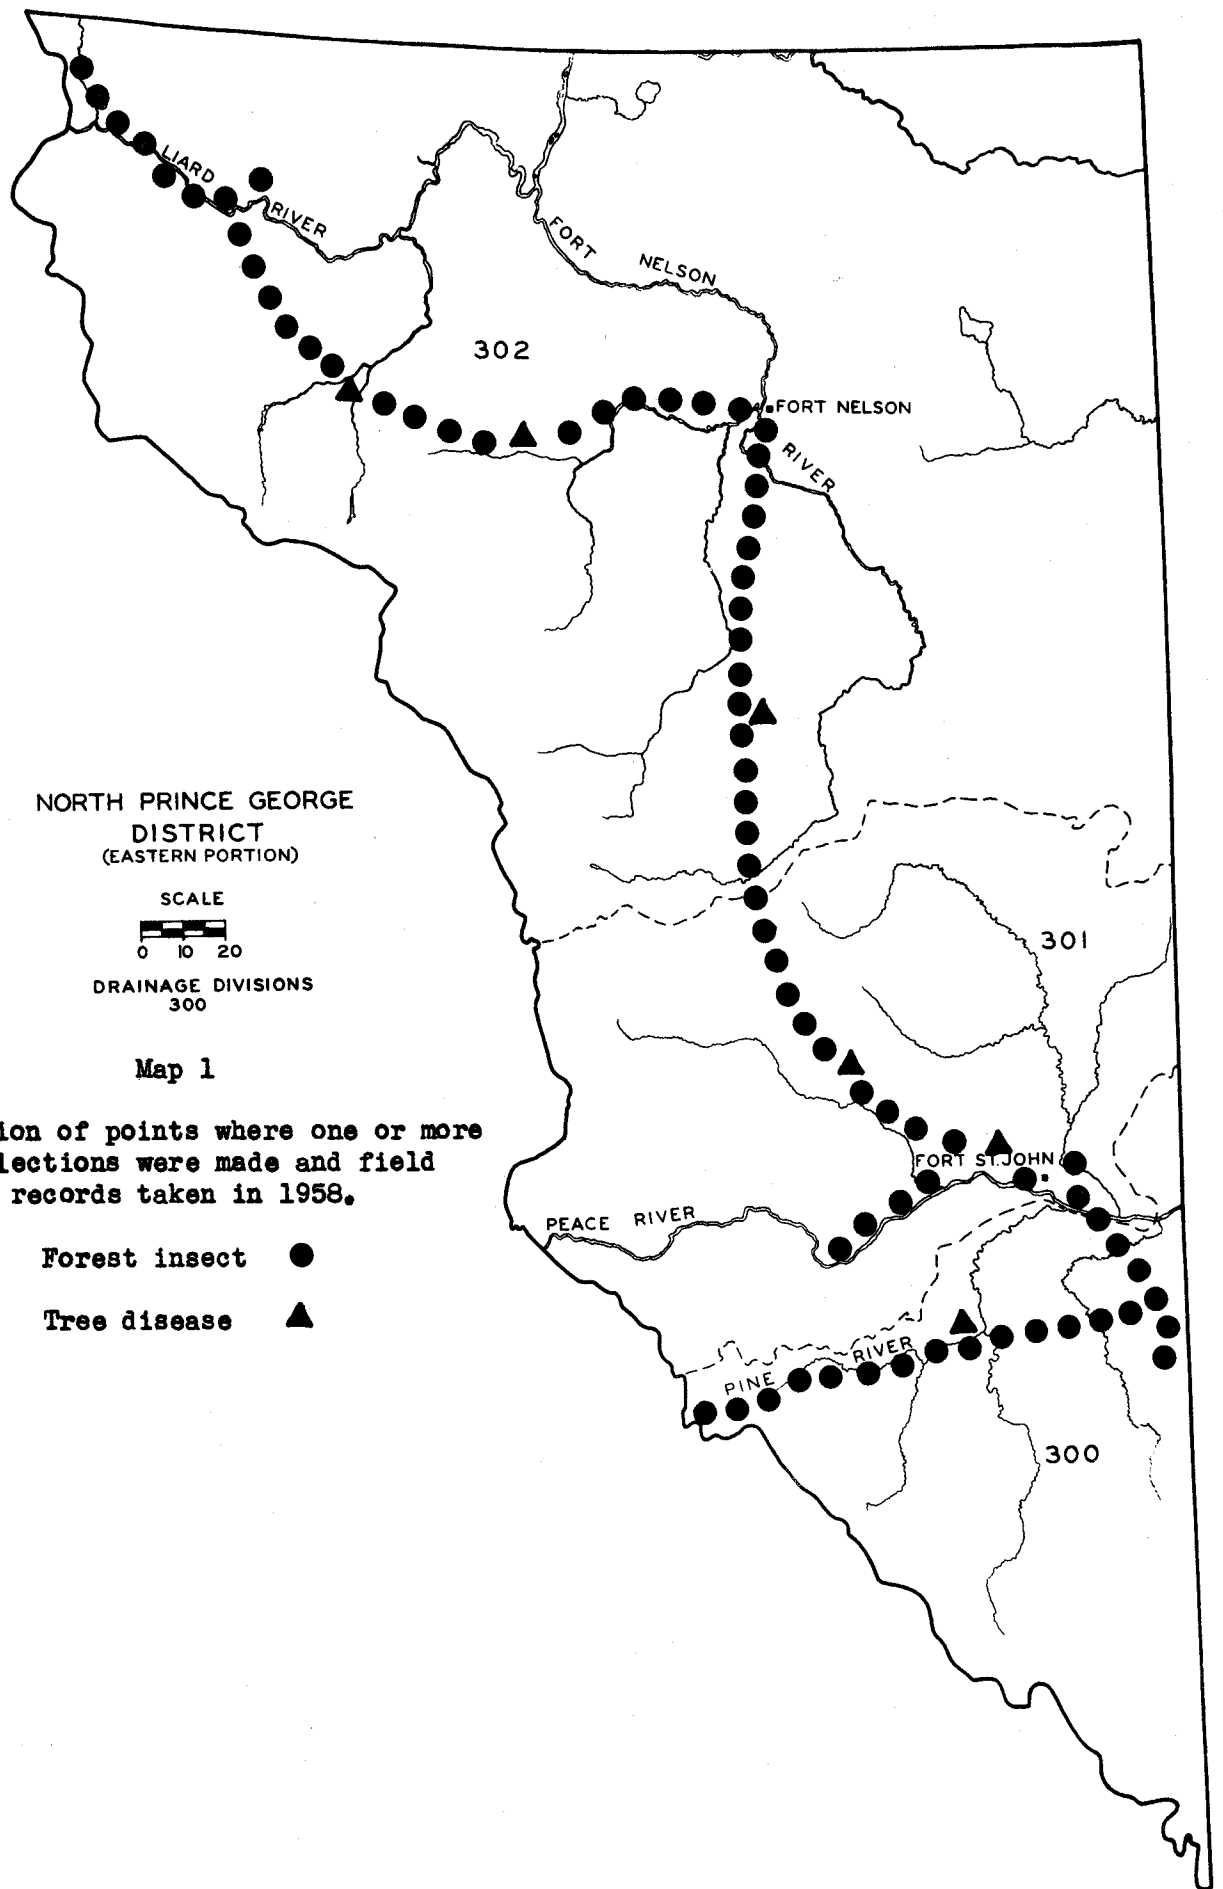 LIARD
RIVER
FORT
NELSON
302
FORT NELSON
RIVER
NORTH PRINCE GEORGE
DISTRICT
(EASTERN PORTION)
SCALE
0 10 20
DRAINAGE DIVISIONS
300
301
Map 1
ion of points where one or more
lections were made and field
records taken in 1958.
FORT ST. JOHN
PEACE RIVER
Forest insect
Tree disease
PINE RIVER
300